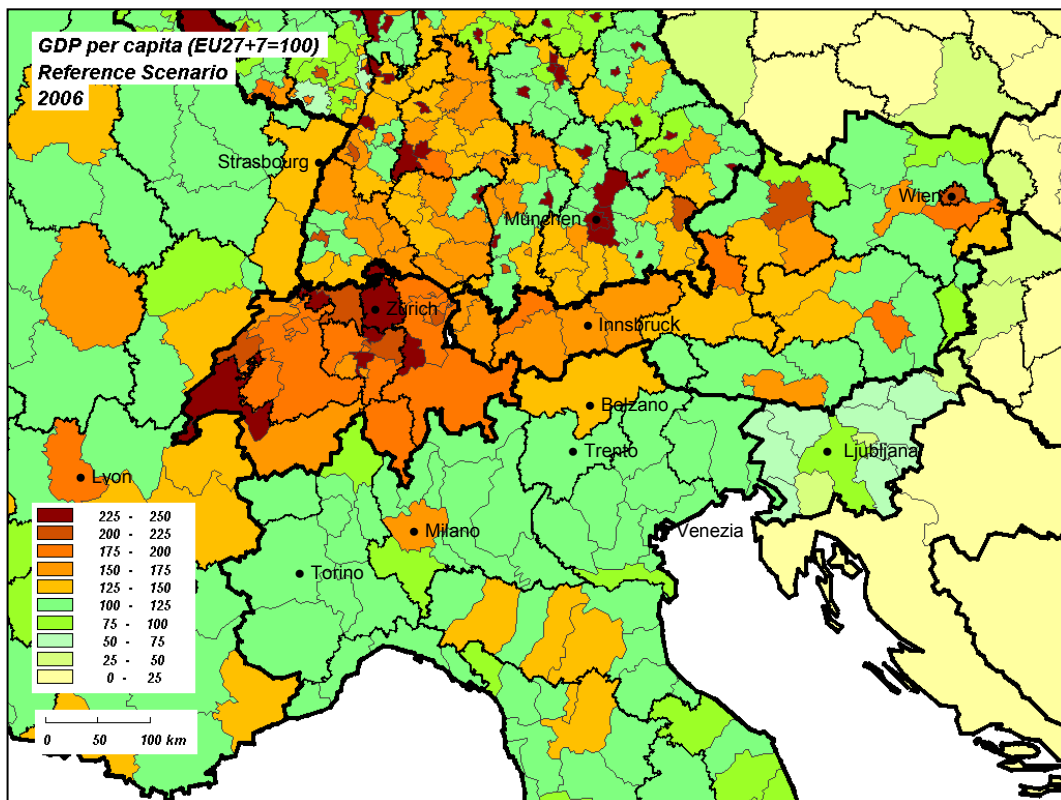 GDP per capita (EU27+7=100)
Reference Scenario
2006
Strasbourg
Wien
München
Zürich
Innsbruck
Bolzano
Trento
Ljubljana
Lyon
Milano
Venezia
Torino
225 - 250
200 - 225
175 - 200
150 - 175
125 - 150
100 - 125
75 - 100
50 - 75
25 - 50
0 - 25
0 50 100 km